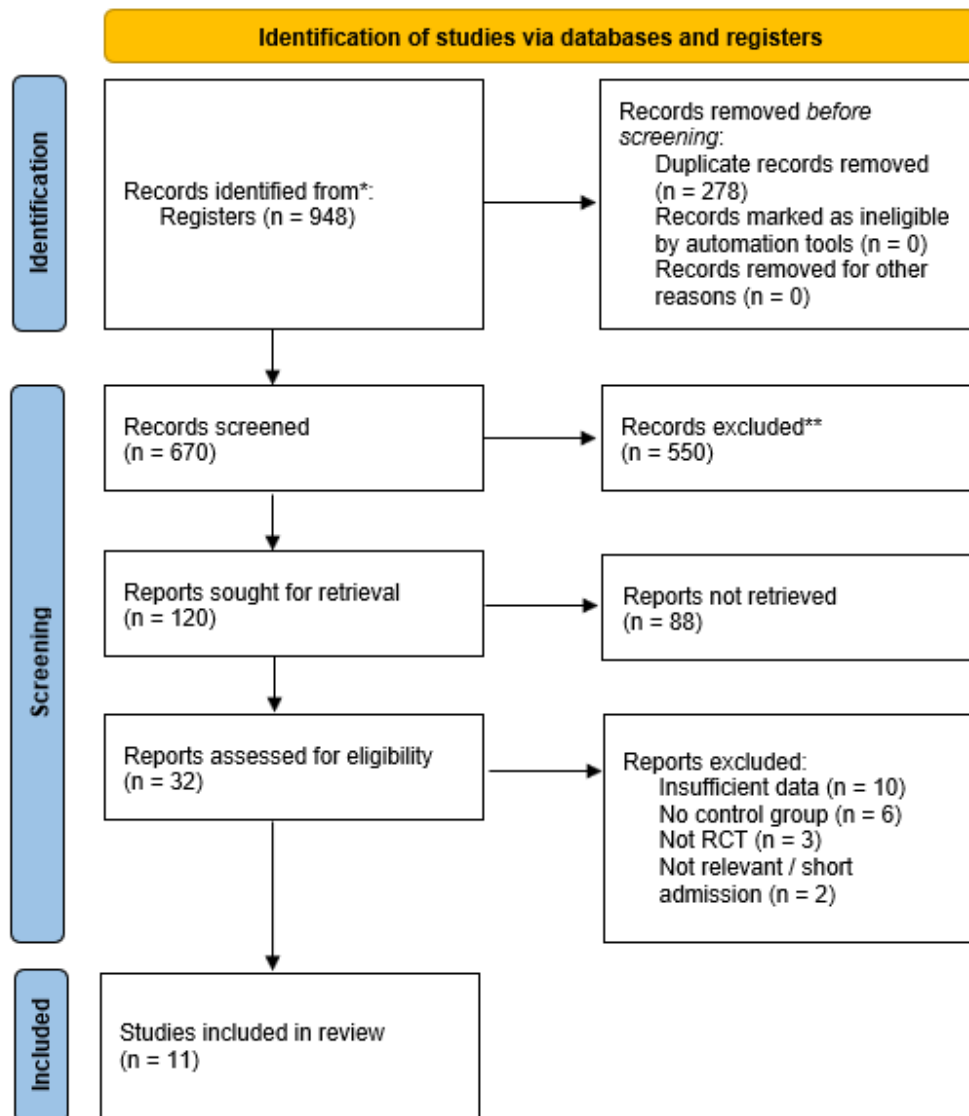 Identification of studies via databases and registers
Identification
Records identified from*:
Registers (n = 948)
Records removed before
screening:
Duplicate records removed
(n = 278)
Records marked as ineligible
by automation tools (n = 0)
Records removed for other
reasons (n = 0)
Screening
Records screened
(n = 670)
Records excluded**
(n = 550)
Reports sought for retrieval
(n = 120)
Reports not retrieved
(n = 88)
Reports assessed for eligibility
(n = 32)
Reports excluded:
Insufficient data (n = 10)
No control group (n = 6)
Not RCT (n = 3)
Not relevant / short
admission (n = 2)
Included
Studies included in review
(n = 11)